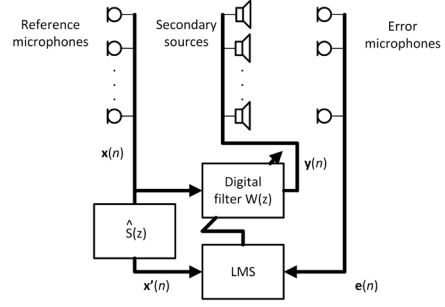 Reference
microphones
Secondary
sources
Error
microphones
x(n)
y(n)
Digital
filter W(z)
^
S(z)
LMS
x'(n)
e(n)